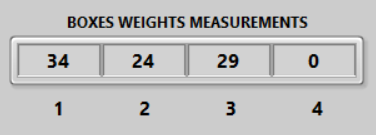 BOXES WEIGHTS MEASUREMENTS
34 24 29 0
1 2 3 4